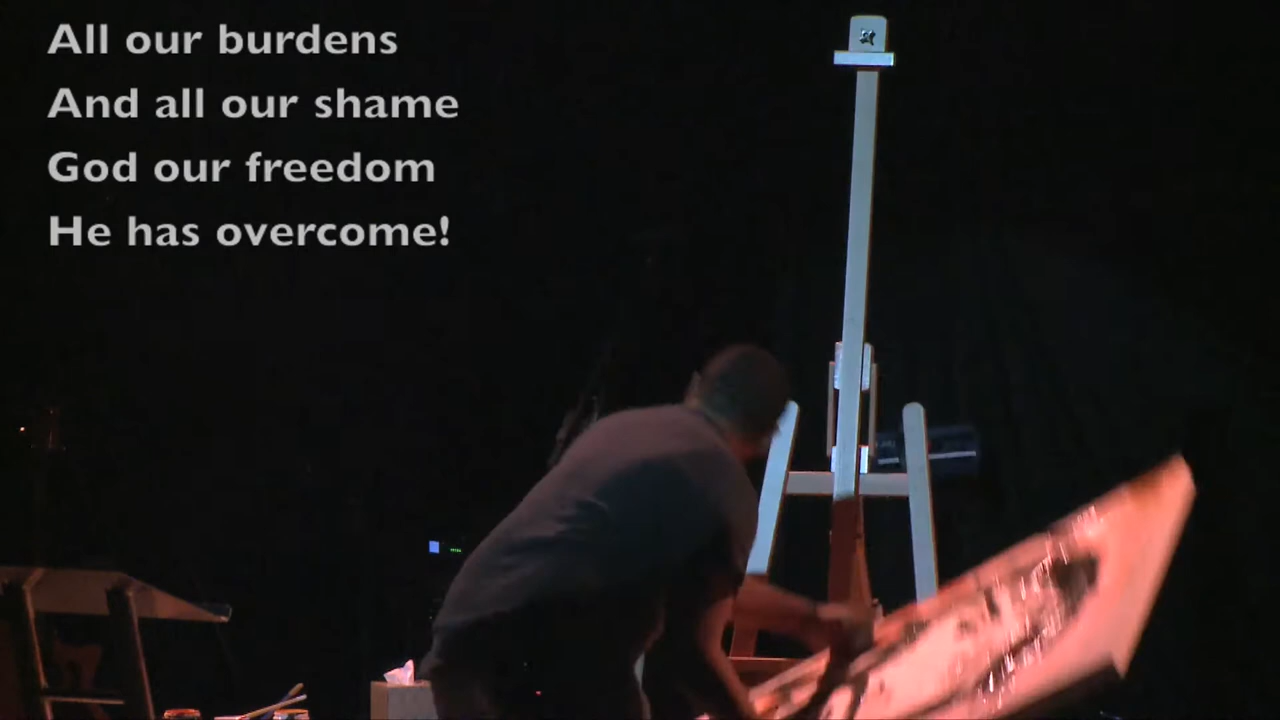 All our burdens
And all our shame
God our freedom
He has overcome!